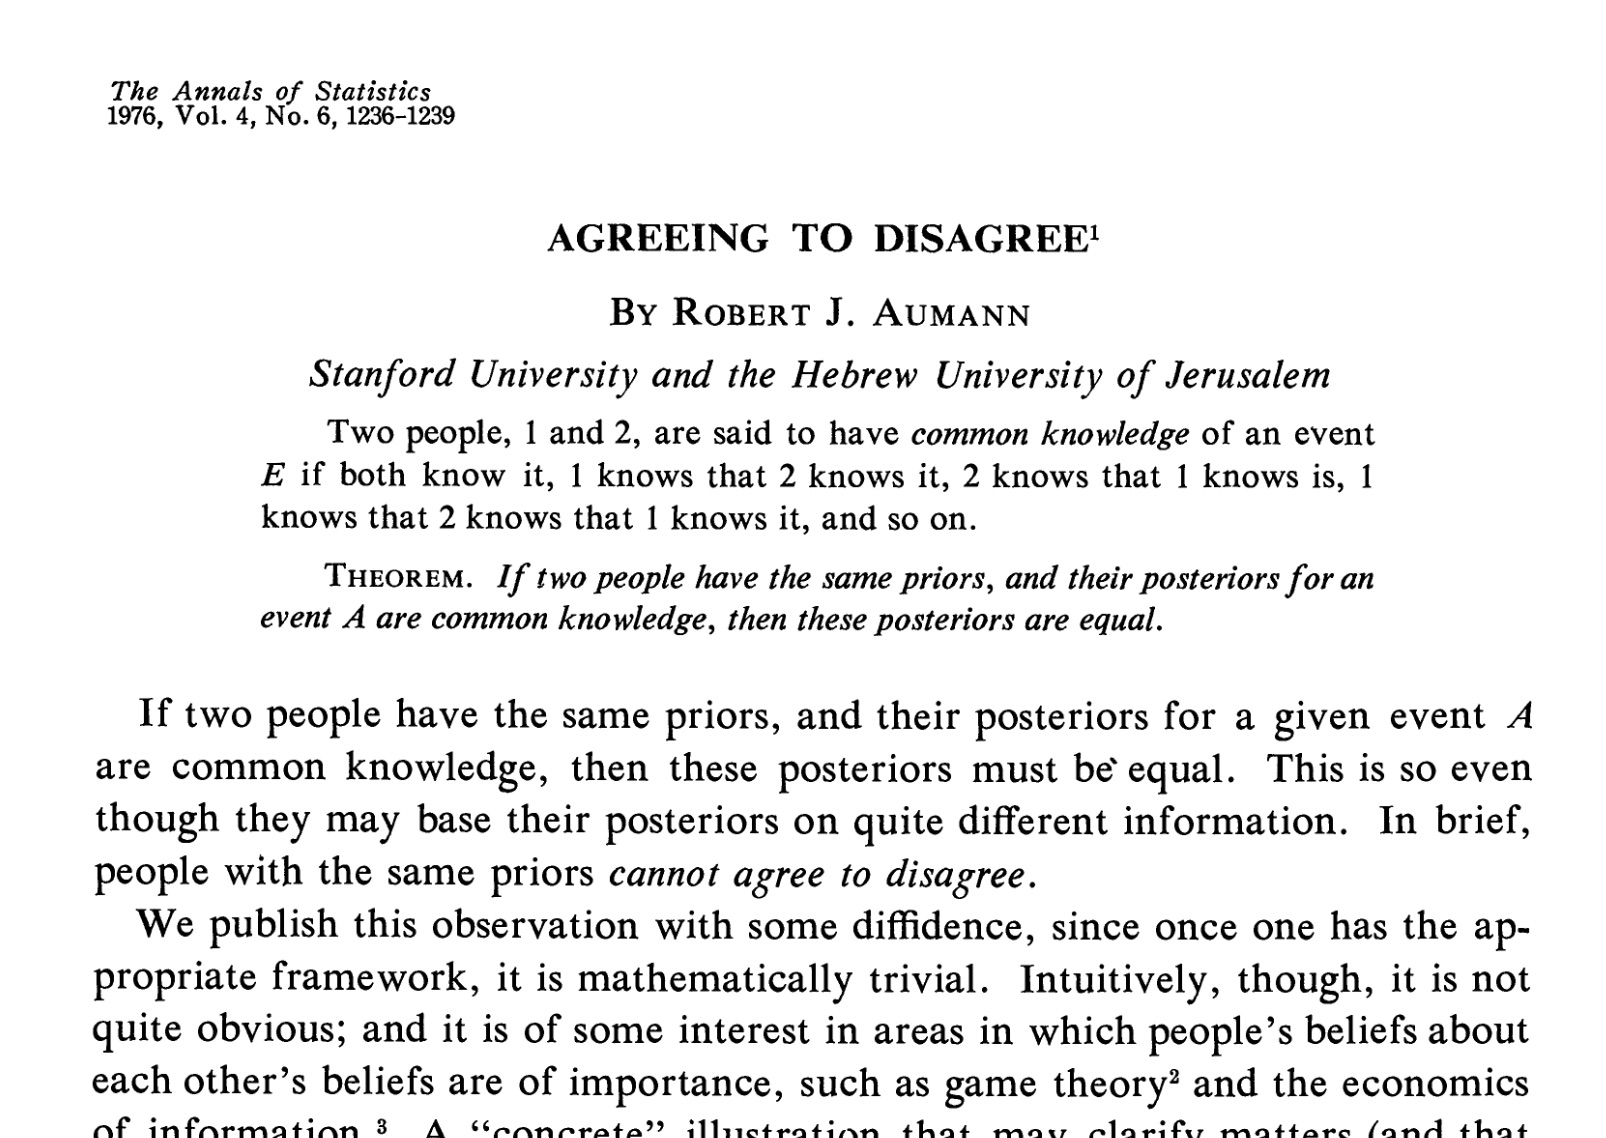 The Annals of Statistics
1976, Vol. 4, No. 6, 1236-1239
AGREEING TO DISAGREE¹
BY ROBERT J. AUMANN
Stanford University and the Hebrew University of Jerusalem
Two people, 1 and 2, are said to have common knowledge of an event
E if both know it, 1 knows that 2 knows it, 2 knows that 1 knows is, 1
knows that 2 knows that 1 knows it, and so on.
THEOREM. If two people have the same priors, and their posteriors for an
event A are common knowledge, then these posteriors are equal.
If two people have the same priors, and their posteriors for a given event A
are common knowledge, then these posteriors must be equal. This is so even
though they may base their posteriors on quite different information. In brief,
people with the same priors cannot agree to disagree.
We publish this observation with some diffidence, since once one has the ap-
propriate framework, it is mathematically trivial. Intuitively, though, it is not
quite obvious; and it is of some interest in areas in which people's beliefs about
each other's beliefs are of importance, such as game theory² and the economics
of information.³ A "concrete" illustration that may clarify matters (and that